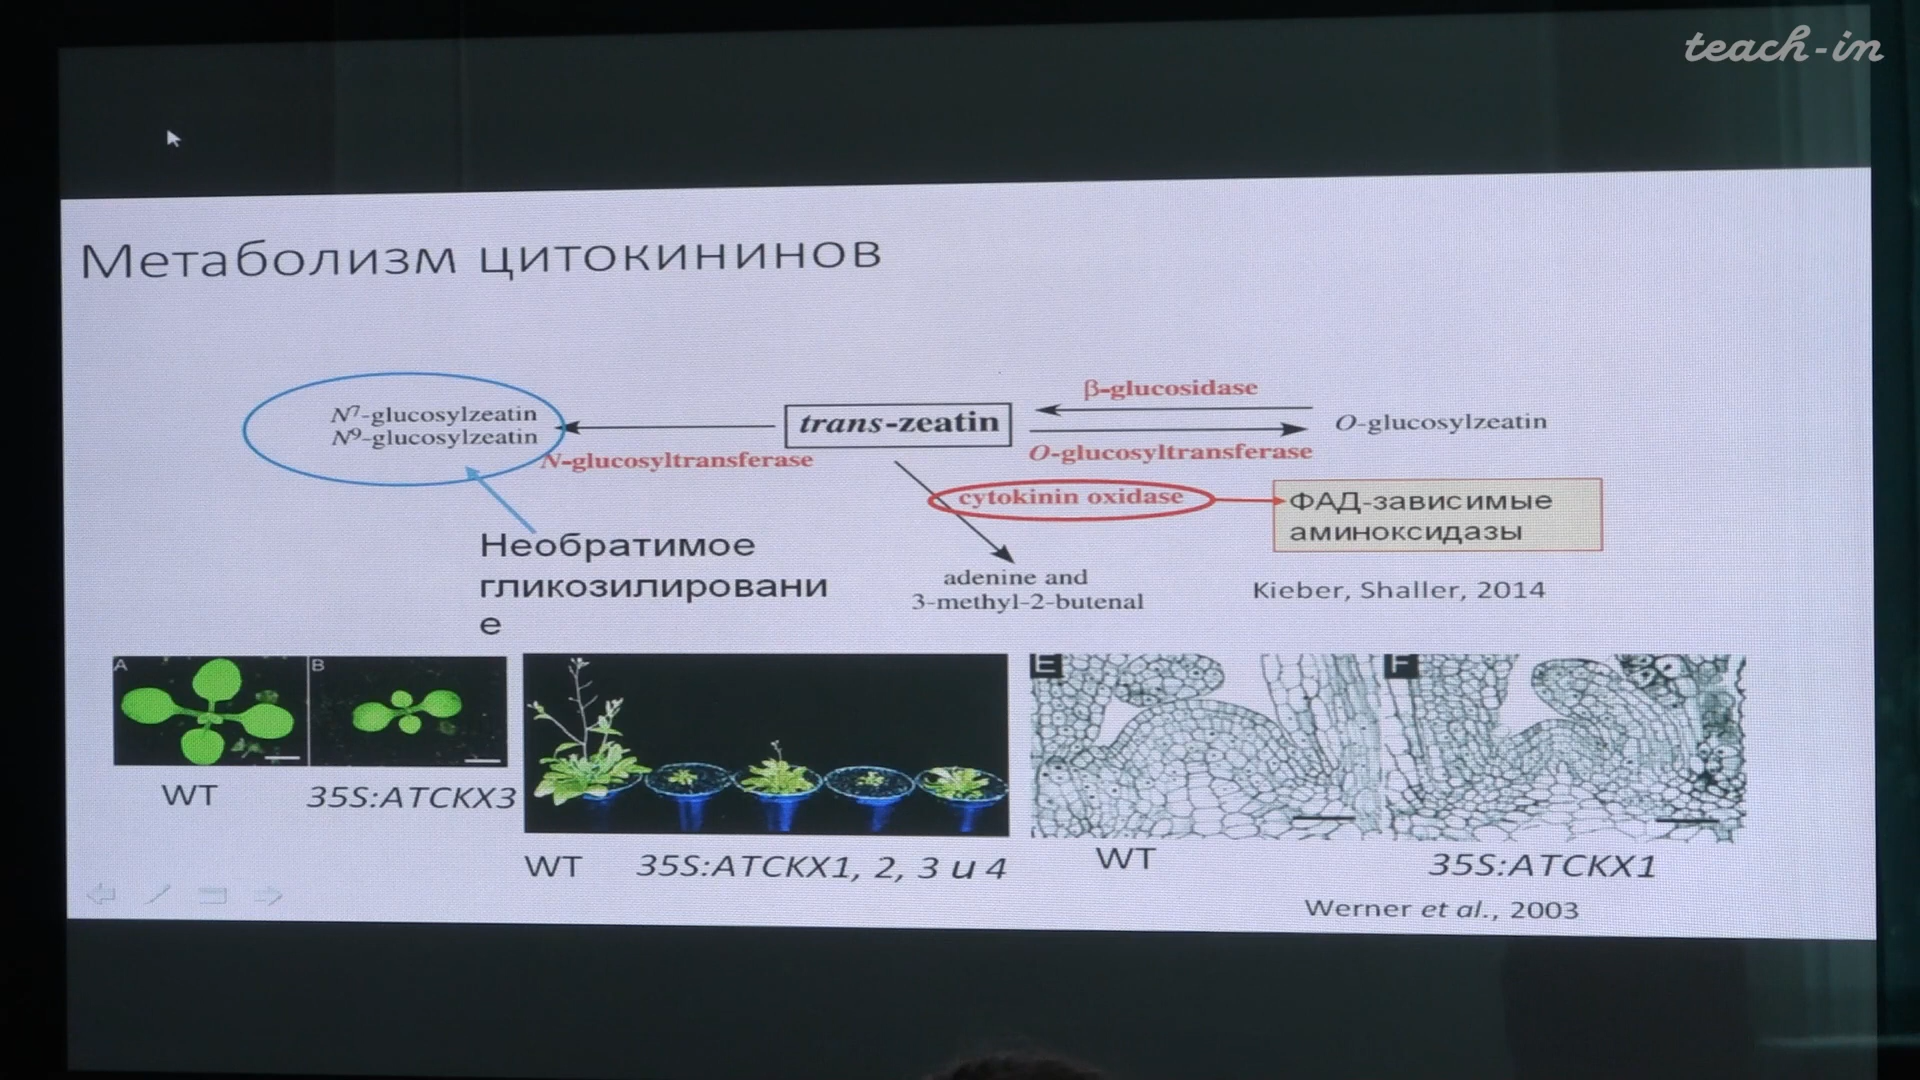 teach-in
Метаболизм цитокининов
β-glucosidase
N⁷-glucosylzeatin
N⁹-glucosylzeatin
trans-zeatin
O-glucosylzeatin
N-glucosyltransferase
O-glucosyltransferase
cytokinin oxidase
ФАД-зависимые
аминоксидазы
Необратимое
гликозилировани
е
adenine and
3-methyl-2-butenal
Kieber, Shaller, 2014
A
B
E
F
WT
35S:ATCKX3
WT
35S:ATCKX1, 2, 3 и 4
WT
35S:ATCKX1
Werner et al., 2003